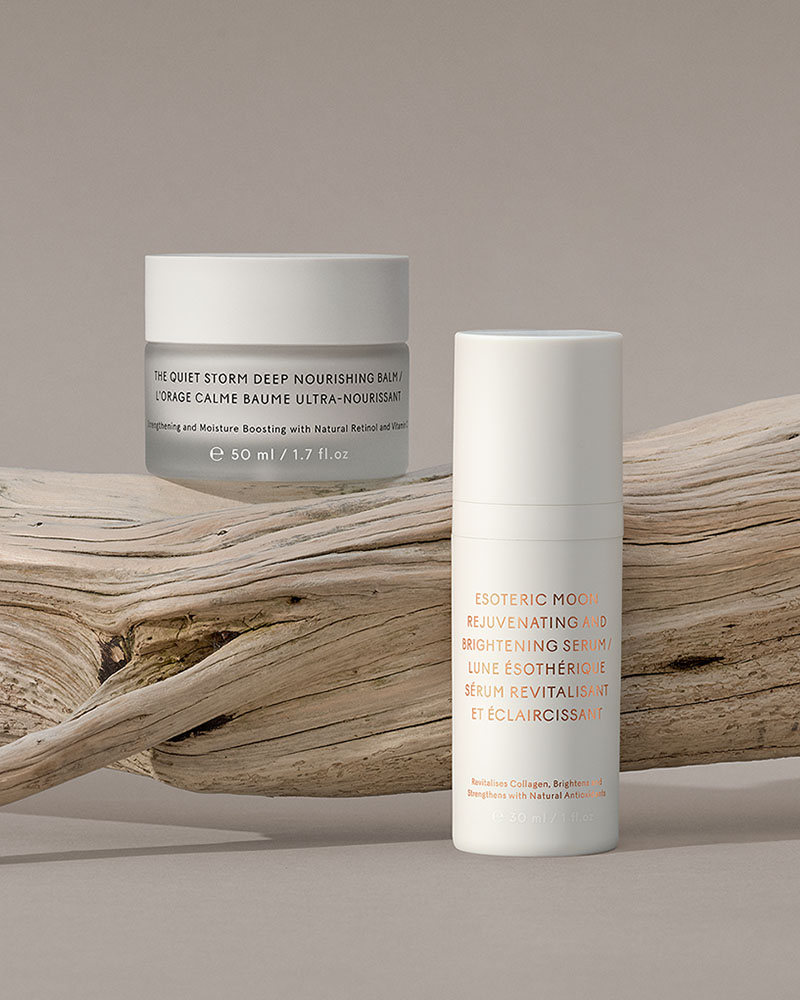 THE QUIET STORM DEEP NOURISHING BALM /
L'ORAGE CALME BAUME ULTRA-NOURISSANT
and Moisture Boosting with Natural Retinol and Vitamin
℮ 50 ml / 1.7 fl.oz
ESOTERIC MOON
REJUVENATING AND
BRIGHTENING SERUM /
LUNE ÉSOTHÉRIQUE
SÉRUM REVITALISANT
ET ÉCLAIRCISSANT
Revitalises Collagen, Brightens and
Strengthens with Natural Antioxidants
℮ 30 ml / 1 fl.oz